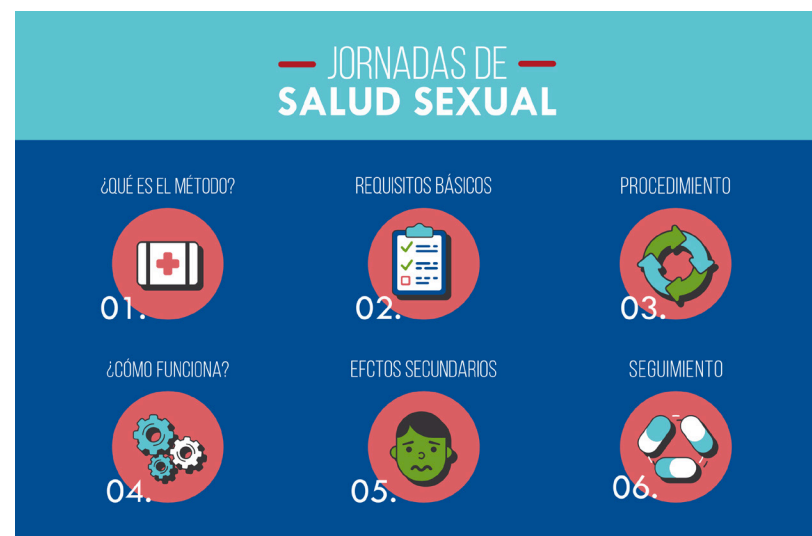 JORNADAS DE
SALUD SEXUAL
¿QUÉ ES EL MÉTODO?
01.
REQUISITOS BÁSICOS
02.
PROCEDIMIENTO
03.
¿CÓMO FUNCIONA?
04.
EFCTOS SECUNDARIOS
05.
SEGUIMIENTO
06.